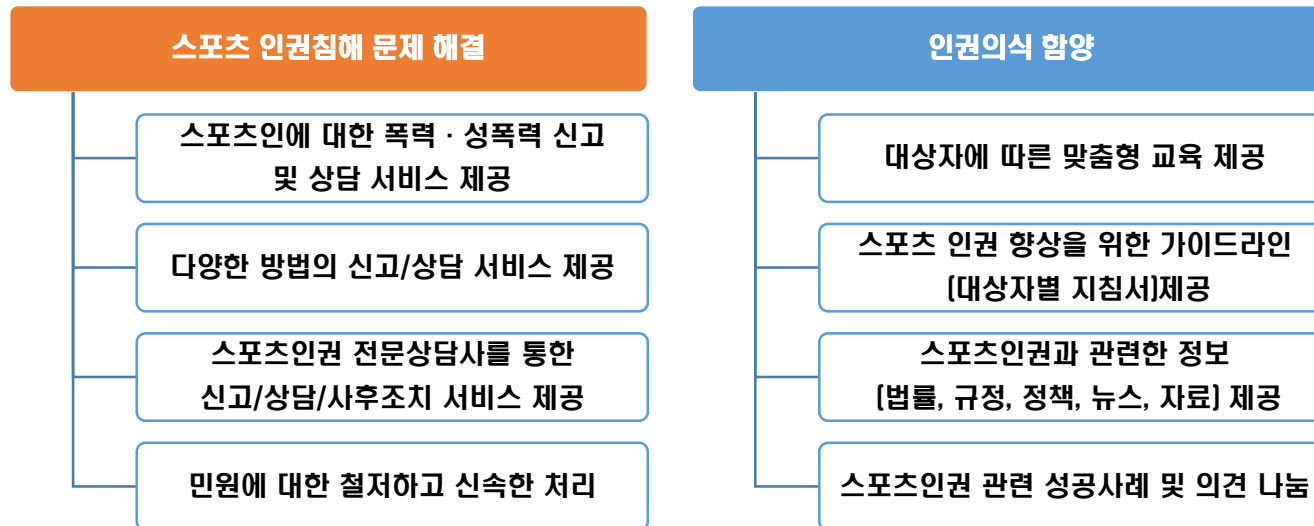 스포츠 인권침해 문제 해결
스포츠인에 대한 폭력 · 성폭력 신고
및 상담 서비스 제공
다양한 방법의 신고/상담 서비스 제공
스포츠인권 전문상담사를 통한
신고/상담/사후조치 서비스 제공
민원에 대한 철저하고 신속한 처리
인권의식 함양
대상자에 따른 맞춤형 교육 제공
스포츠 인권 향상을 위한 가이드라인
(대상자별 지침서)제공
스포츠인권과 관련한 정보
(법률, 규정, 정책, 뉴스, 자료) 제공
스포츠인권 관련 성공사례 및 의견 나눔